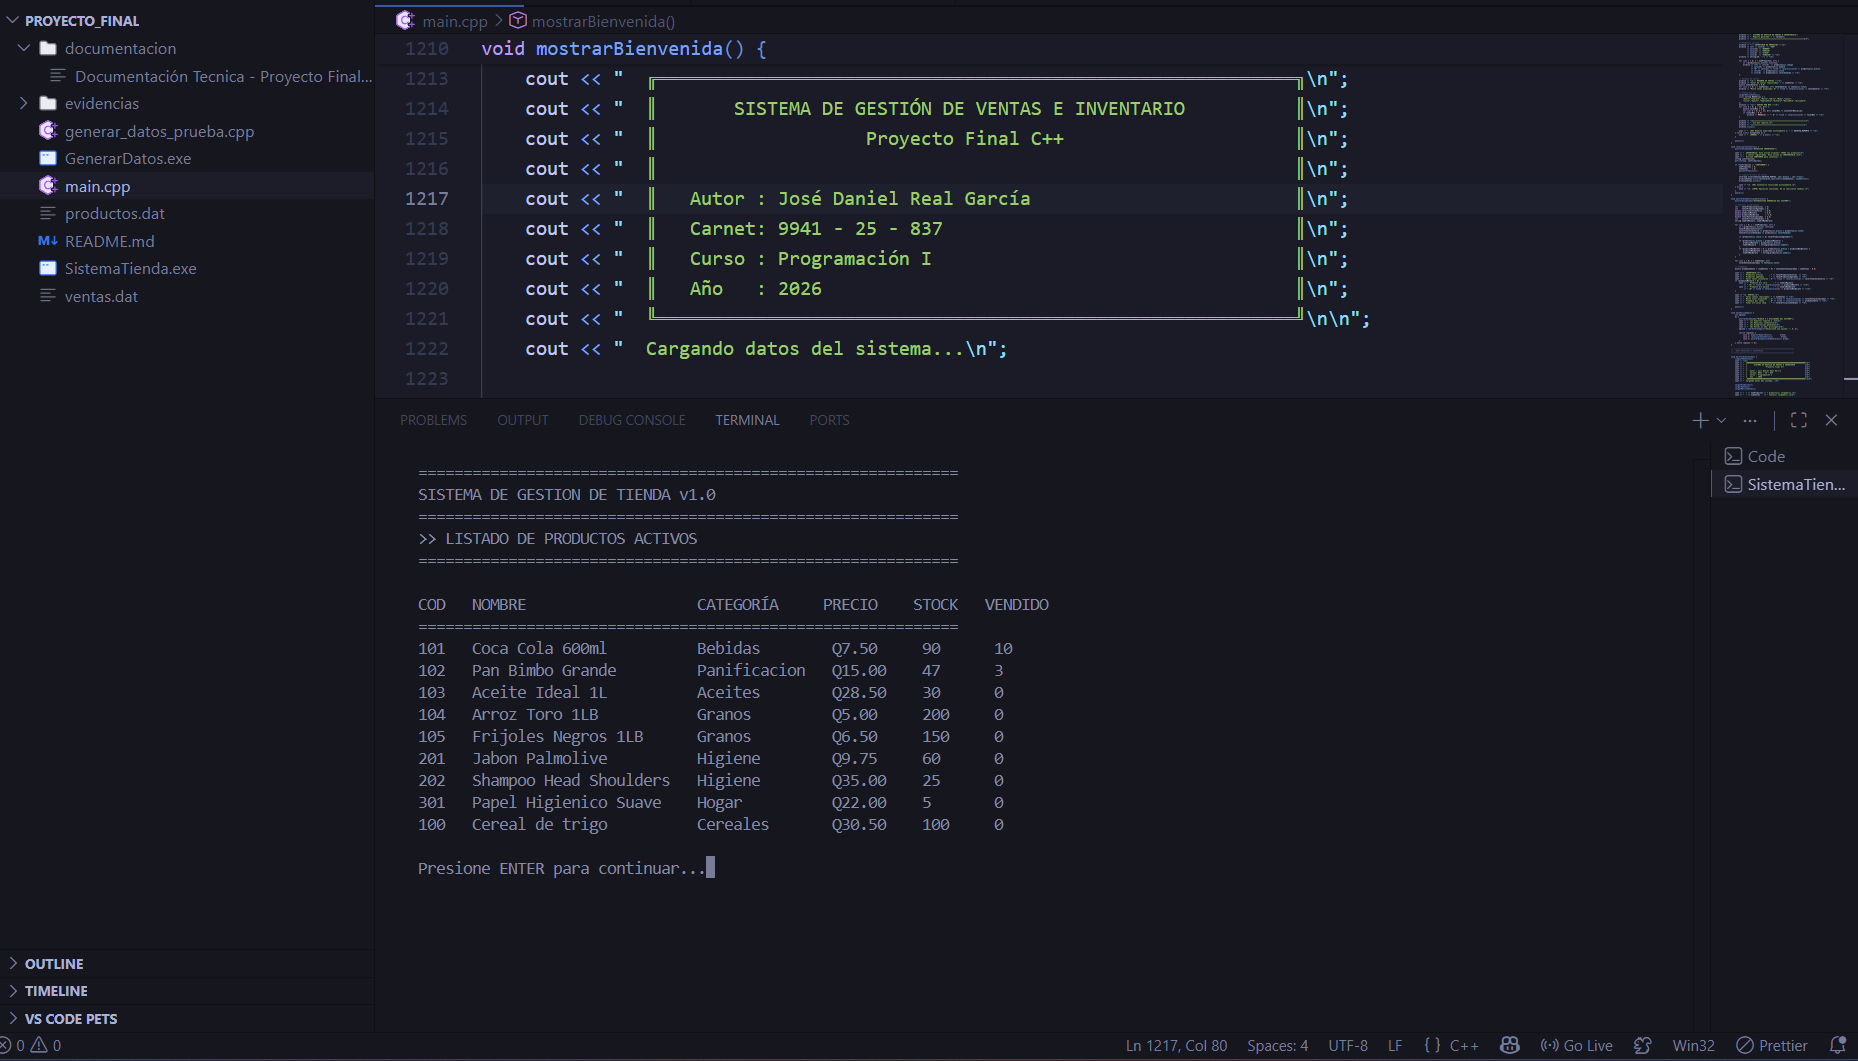 PROYECTO_FINAL
documentacion
Documentación Tecnica - Proyecto Final...
evidencias
generar_datos_prueba.cpp
GenerarDatos.exe
main.cpp
productos.dat
README.md
SistemaTienda.exe
ventas.dat
OUTLINE
TIMELINE
VS CODE PETS
main.cpp > mostrarBienvenida()
1210 void mostrarBienvenida() {
1213 cout << " ╔══════════════════════════════════════════════════════════╗\n";
1214 cout << " ║ SISTEMA DE GESTIÓN DE VENTAS E INVENTARIO ║\n";
1215 cout << " ║ Proyecto Final C++ ║\n";
1216 cout << " ║ ║\n";
1217 cout << " ║ Autor : José Daniel Real García ║\n";
1218 cout << " ║ Carnet: 9941 - 25 - 837 ║\n";
1219 cout << " ║ Curso : Programación I ║\n";
1220 cout << " ║ Año : 2026 ║\n";
1221 cout << " ╚══════════════════════════════════════════════════════════╝\n\n";
1222 cout << " Cargando datos del sistema...\n";
1223
PROBLEMS OUTPUT DEBUG CONSOLE TERMINAL PORTS
Code
SistemaTien...
============================================================
SISTEMA DE GESTION DE TIENDA v1.0
============================================================
>> LISTADO DE PRODUCTOS ACTIVOS
============================================================
COD NOMBRE CATEGORÍA PRECIO STOCK VENDIDO
============================================================
101 Coca Cola 600ml Bebidas Q7.50 90 10
102 Pan Bimbo Grande Panificacion Q15.00 47 3
103 Aceite Ideal 1L Aceites Q28.50 30 0
104 Arroz Toro 1LB Granos Q5.00 200 0
105 Frijoles Negros 1LB Granos Q6.50 150 0
201 Jabon Palmolive Higiene Q9.75 60 0
202 Shampoo Head Shoulders Higiene Q35.00 25 0
301 Papel Higienico Suave Hogar Q22.00 5 0
100 Cereal de trigo Cereales Q30.50 100 0
Presione ENTER para continuar...
0 0 Ln 1217, Col 80 Spaces: 4 UTF-8 LF { } C++ Go Live Win32 Prettier